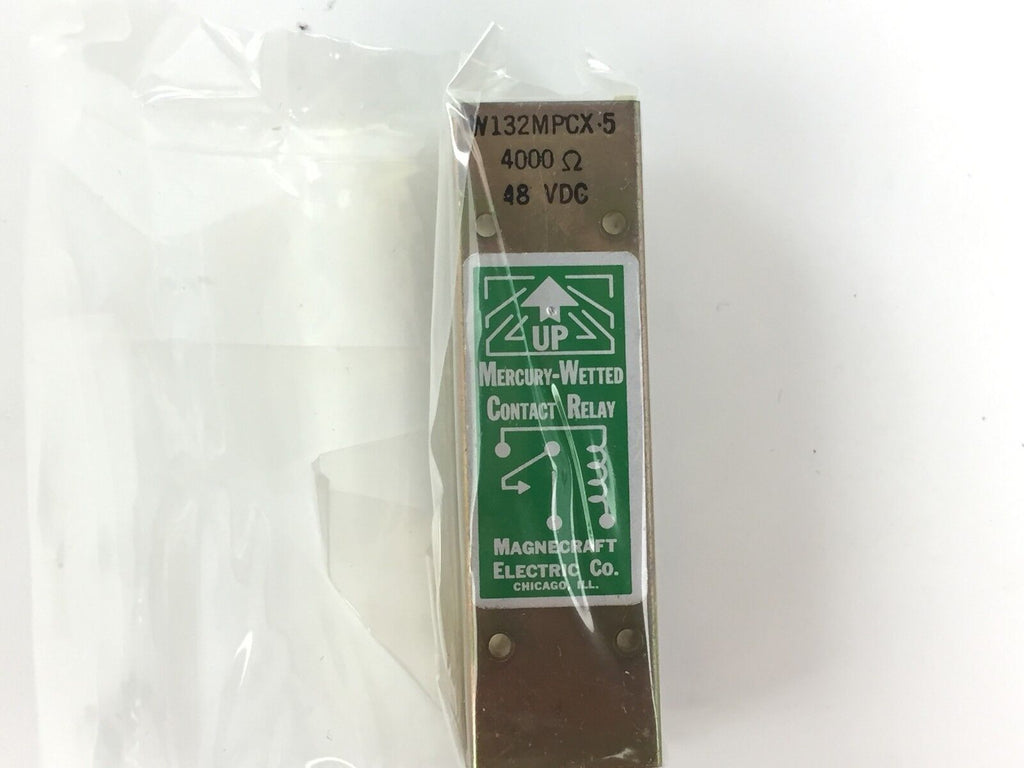 W132MPCX-5
4000 Ω
48 VDC
UP
MERCURY-WETTED
CONTACT RELAY
MAGNECRAFT
ELECTRIC CO.
CHICAGO, ILL.